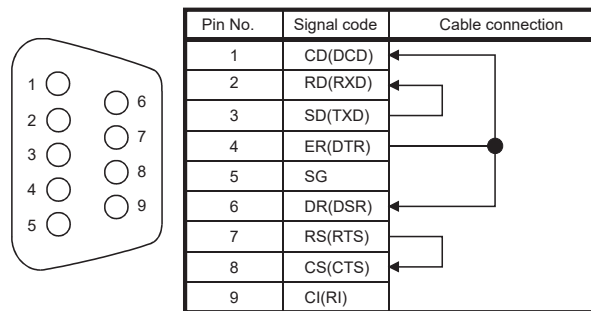 1
2
3
4
5
6
7
8
9
Pin No. Signal code Cable connection
1 CD(DCD)
2 RD(RXD)
3 SD(TXD)
4 ER(DTR)
5 SG
6 DR(DSR)
7 RS(RTS)
8 CS(CTS)
9 CI(RI)